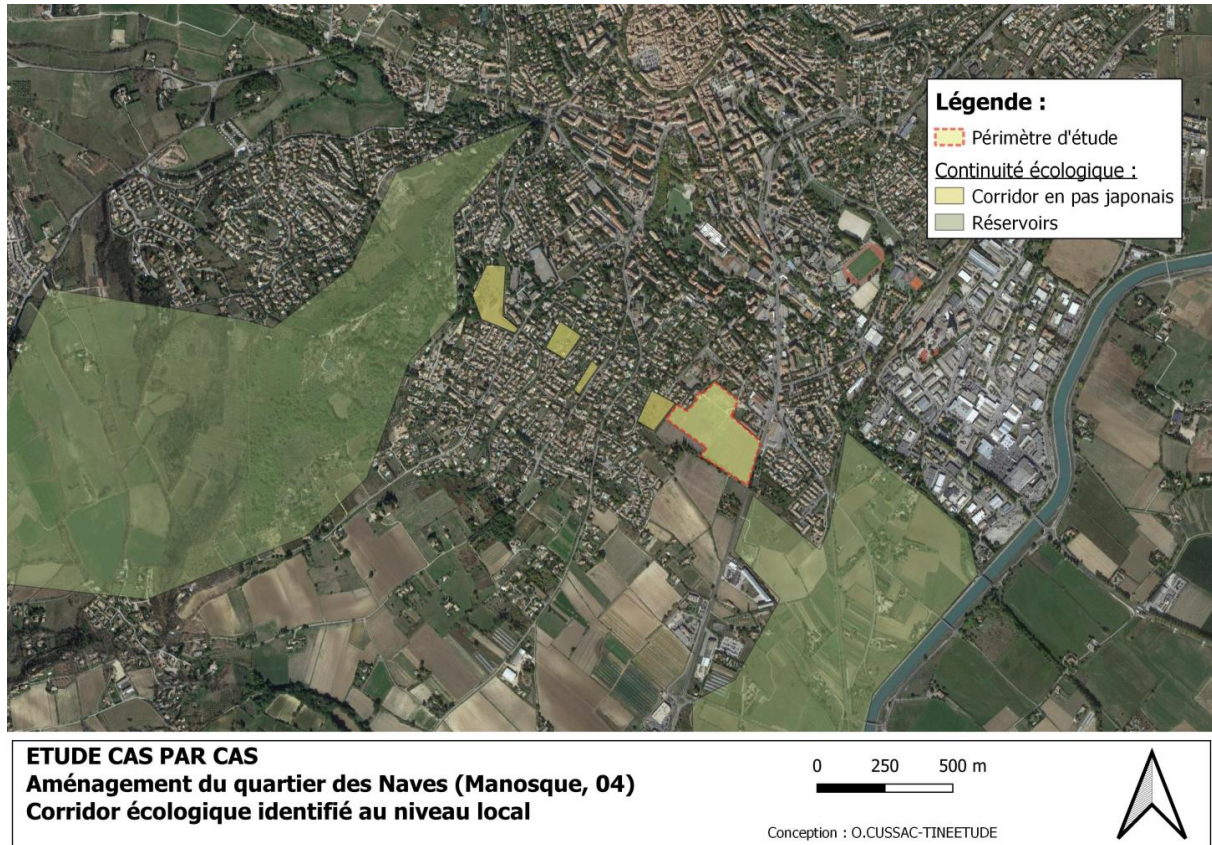 Légende :
Périmètre d'étude
Continuité écologique :
Corridor en pas japonais
Réservoirs
ETUDE CAS PAR CAS
Aménagement du quartier des Naves (Manosque, 04)
Corridor écologique identifié au niveau local
0 250 500 m
Conception : O.CUSSAC-TINEETUDE